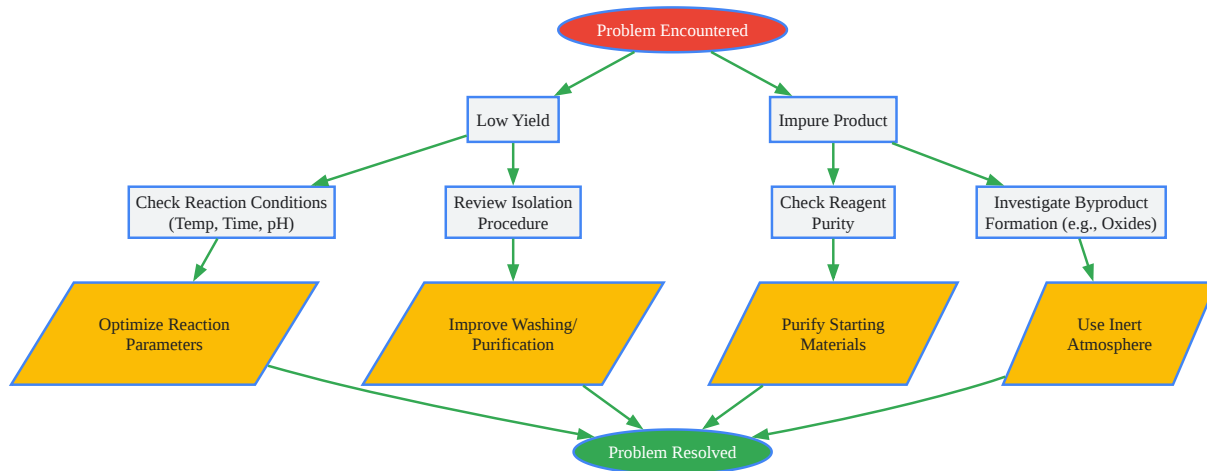 Problem Encountered
Low Yield
Impure Product
Check Reaction Conditions
(Temp, Time, pH)
Review Isolation
Procedure
Check Reagent
Purity
Investigate Byproduct
Formation (e.g., Oxides)
Optimize Reaction
Parameters
Improve Washing/
Purification
Purify Starting
Materials
Use Inert
Atmosphere
Problem Resolved